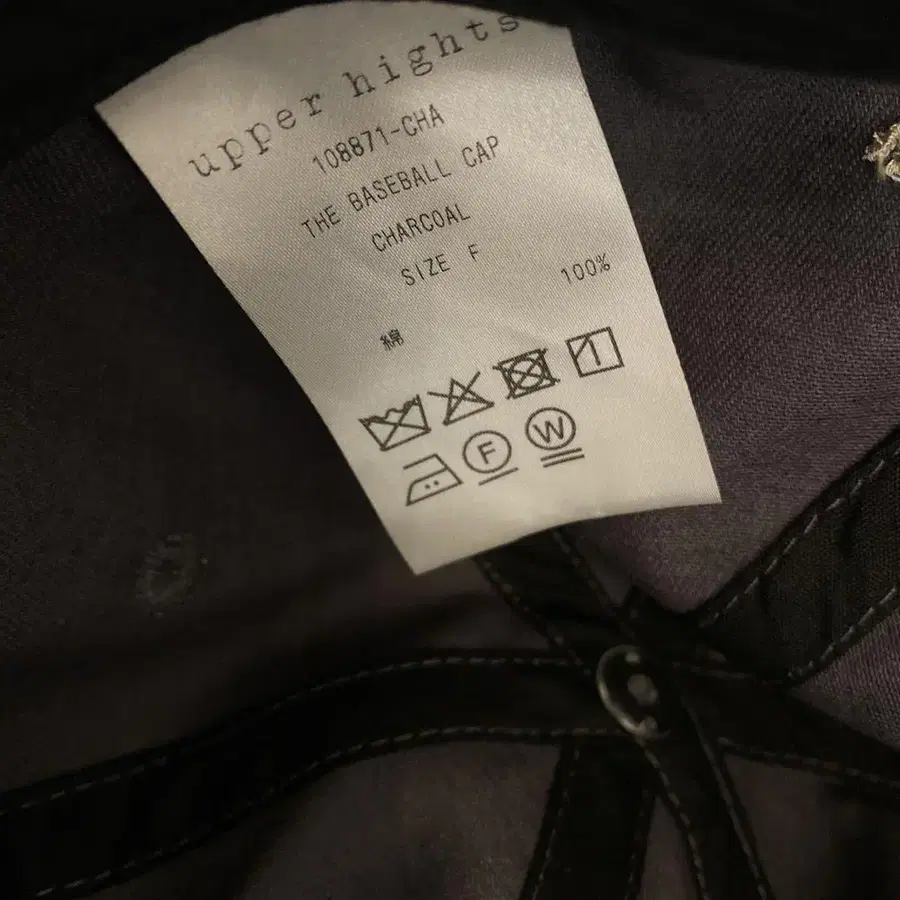 upper hights
108871-CHA
THE BASEBALL CAP
CHARCOAL
SIZE F
綿 100%
F W